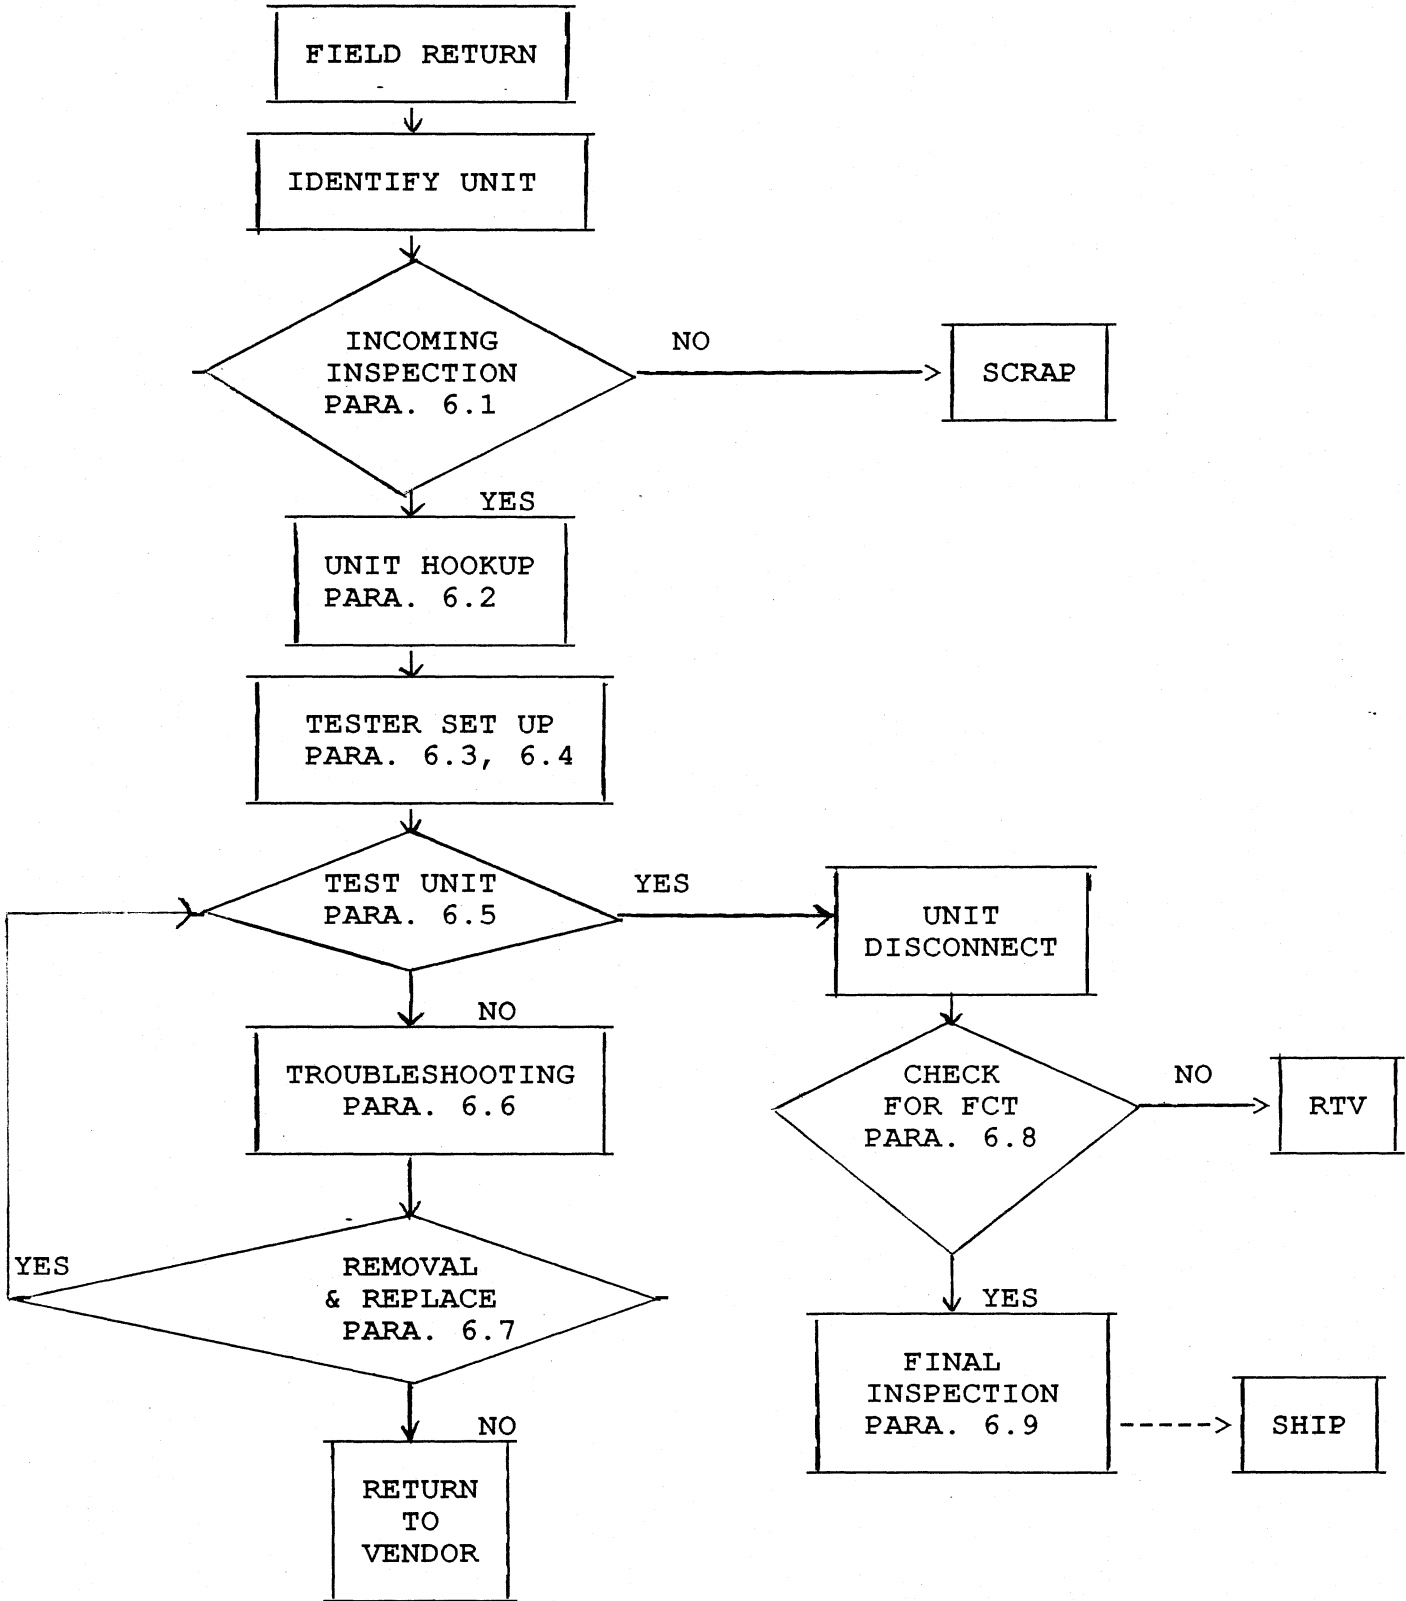 FIELD RETURN
IDENTIFY UNIT
INCOMING
INSPECTION
PARA. 6.1
NO
SCRAP
YES
UNIT HOOKUP
PARA. 6.2
TESTER SET UP
PARA. 6.3, 6.4
TEST UNIT
PARA. 6.5
YES
UNIT
DISCONNECT
NO
TROUBLESHOOTING
PARA. 6.6
CHECK
FOR FCT
PARA. 6.8
NO
RTV
YES
REMOVAL
& REPLACE
PARA. 6.7
YES
FINAL
INSPECTION
PARA. 6.9
SHIP
NO
RETURN
TO
VENDOR